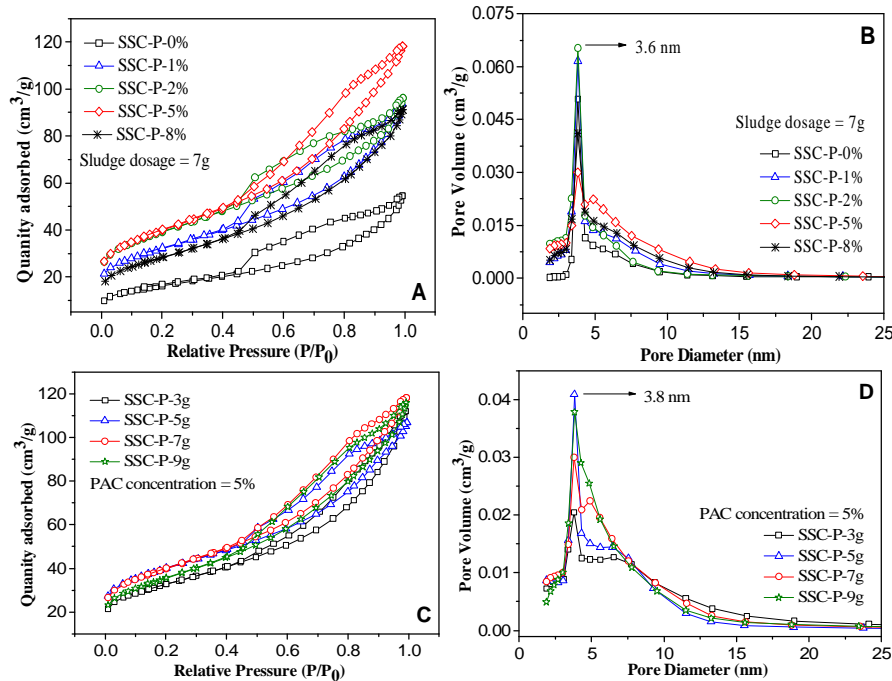 A
120
100
80
60
40
20
0
Quanity adsorbed (cm³/g)
SSC-P-0%
SSC-P-1%
SSC-P-2%
SSC-P-5%
SSC-P-8%
Sludge dosage = 7g
A
0.0 0.2 0.4 0.6 0.8 1.0
Relative Pressure (P/P₀)
0.075
0.060
0.045
0.030
0.015
0.000
Pore Volume (cm³/g)
3.6 nm
B
Sludge dosage = 7g
SSC-P-0%
SSC-P-1%
SSC-P-2%
SSC-P-5%
SSC-P-8%
0 5 10 15 20 25
Pore Diameter (nm)
120
100
80
60
40
20
Quanity adsorbed (cm³/g)
SSC-P-3g
SSC-P-5g
SSC-P-7g
SSC-P-9g
PAC concentration = 5%
C
0.0 0.2 0.4 0.6 0.8 1.0
Relative Pressure (P/P₀)
0.04
0.03
0.02
0.01
0.00
Pore Volume (cm³/g)
3.8 nm
D
PAC concentration = 5%
SSC-P-3g
SSC-P-5g
SSC-P-7g
SSC-P-9g
0 5 10 15 20 25
Pore Diameter (nm)